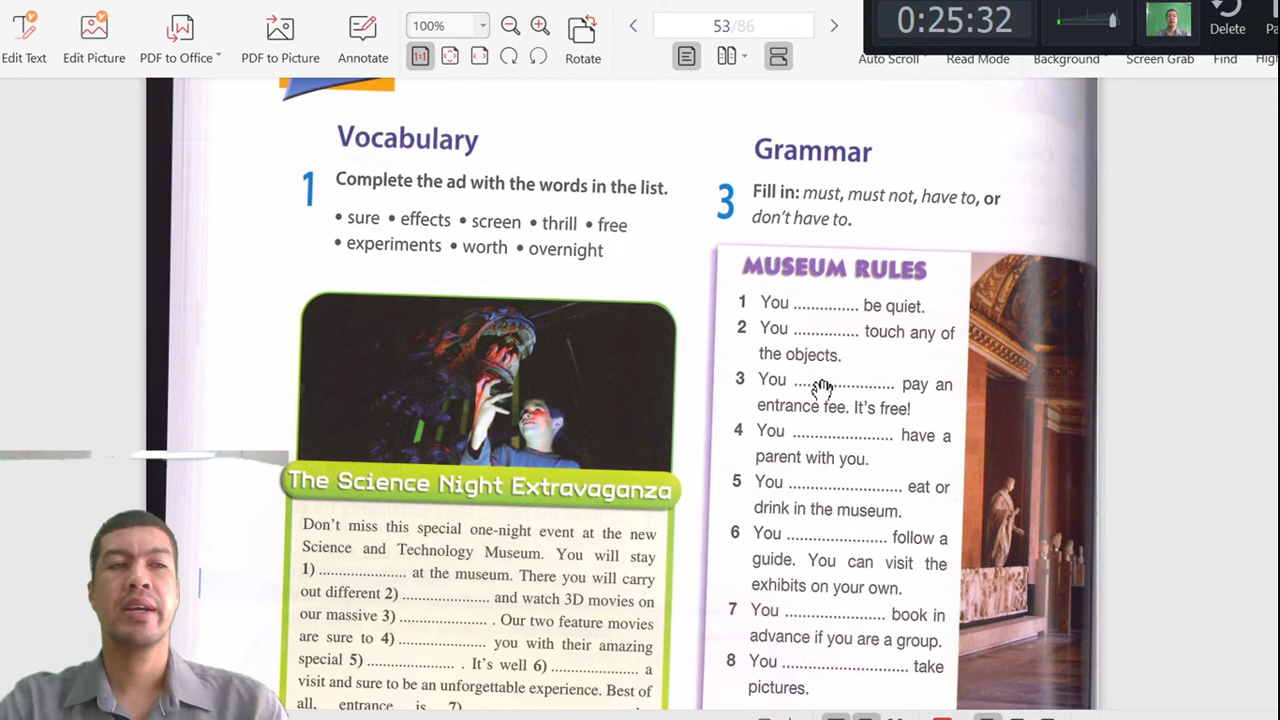 100%
53/86
0:25:32
Delete
Edit Text
Edit Picture
PDF to Office
PDF to Picture
Annotate
Rotate
Auto Scroll
Read Mode
Background
Screen Grab
Find
Vocabulary
1 Complete the ad with the words in the list.
• sure • effects • screen • thrill • free
• experiments • worth • overnight
The Science Night Extravaganza
Don't miss this special one-night event at the new
Science and Technology Museum. You will stay
1) ..................... at the museum. There you will carry
out different 2) ..................... and watch 3D movies on
our massive 3) ..................... . Our two feature movies
are sure to 4) ..................... you with their amazing
special 5) ..................... . It's well 6) ..................... a
visit and sure to be an unforgettable experience. Best of
all, entrance is 7)
Grammar
3 Fill in: must, must not, have to, or
don't have to.
MUSEUM RULES
1 You .............. be quiet.
2 You .............. touch any of
the objects.
3 You ..................... pay an
entrance fee. It's free!
4 You ..................... have a
parent with you.
5 You ........................ eat or
drink in the museum.
6 You ..................... follow a
guide. You can visit the
exhibits on your own.
7 You ..................... book in
advance if you are a group.
8 You ........................... take
pictures.